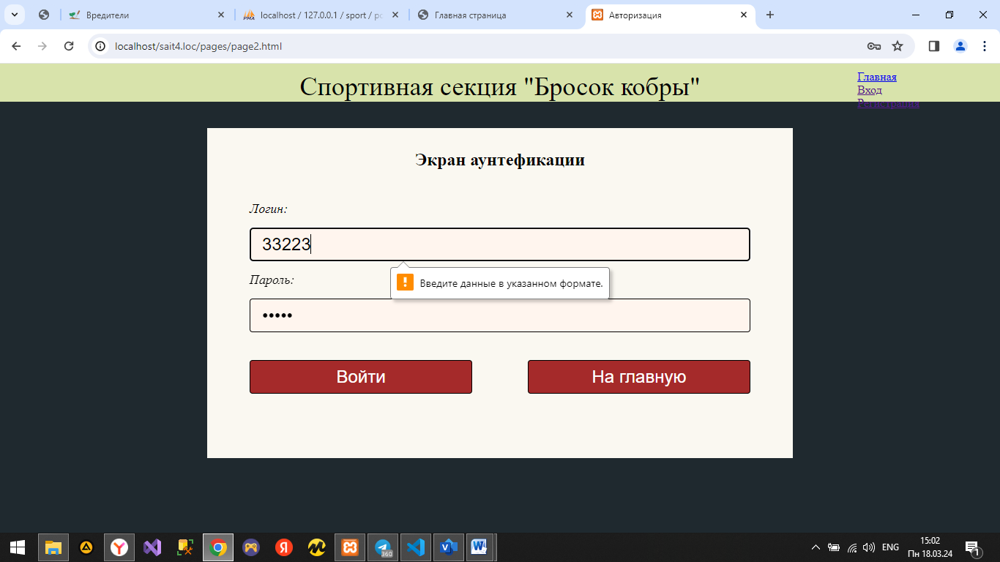 Вредители
localhost / 127.0.0.1 / sport / po
Главная страница
Авторизация
localhost/sait4.loc/pages/page2.html
Спортивная секция "Бросок кобры"
Главная
Вход
Регистрация
Экран аунтефикации
Логин:
33223
Введите данные в указанном формате.
Пароль:
•••••
Войти
На главную
ENG
15:02
Пн 18.03.24
1
360